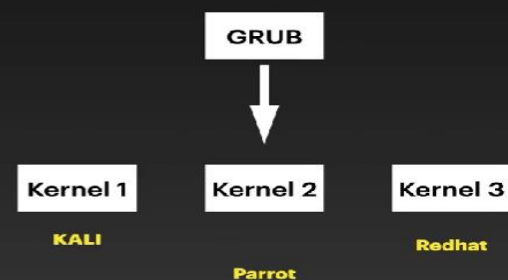 GRUB
Kernel 1
Kernel 2
Kernel 3
KALI
Parrot
Redhat